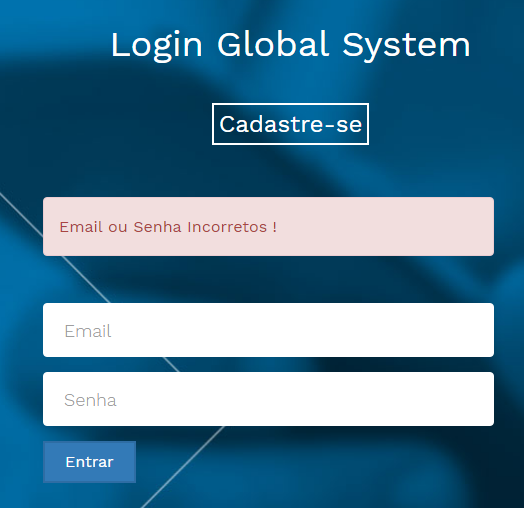 Login Global System
Cadastre-se
Email ou Senha Incorretos !
Email
Senha
Entrar